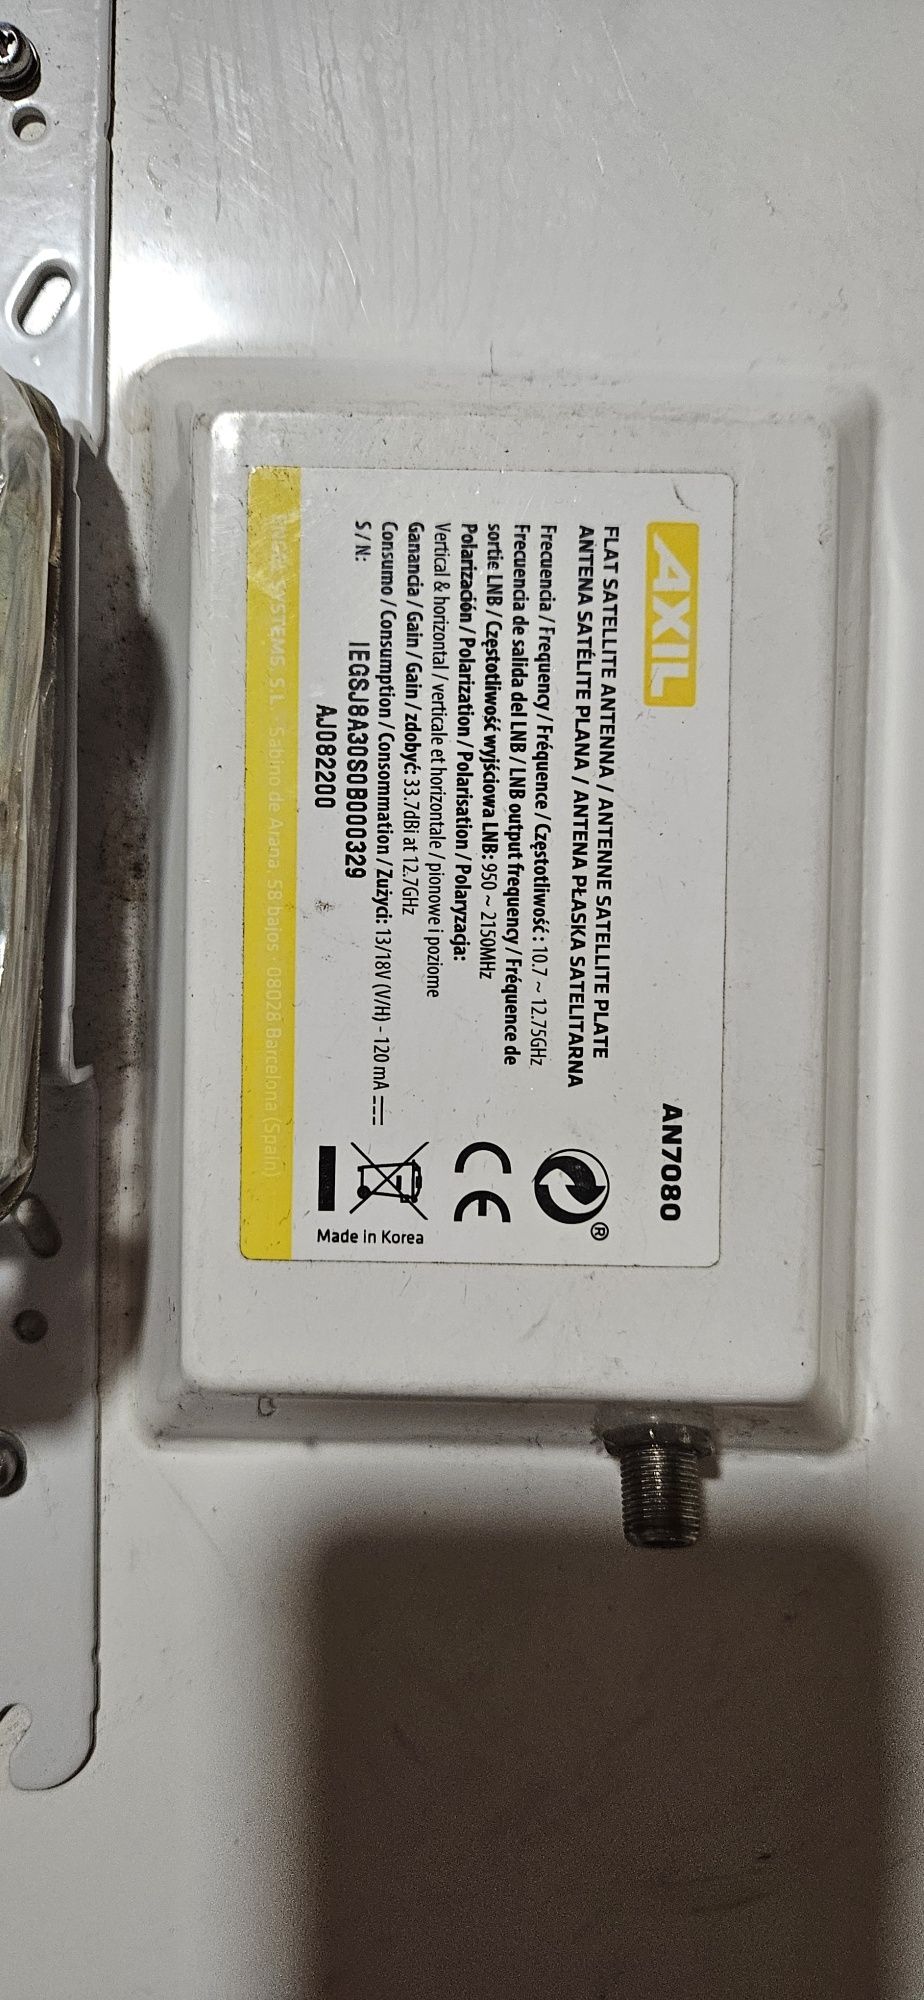 AXIL
AN7080
FLAT SATELLITE ANTENNA / ANTENNE SATELLITE PLATE
ANTENA SATÉLITE PLANA / ANTENA PŁASKA SATELITARNA
Frecuencia / Frequency / Fréquence / Częstotliwość : 10.7 ~ 12.75GHz
Frecuencia de salida del LNB / LNB output frequency / Fréquence de
sortie LNB / Częstotliwość wyjściowa LNB: 950 ~ 2150MHz
Polarización / Polarization / Polarisation / Polaryzacja:
Vertical & horizontal / verticale et horizontale / pionowe i poziome
Ganancia / Gain / Gain / zdobyć: 33.7dBi at 12.7GHz
Consumo / Consumption / Consommation / Zużyci: 13/18V (V/H) - 120 mA
S / N: IEGSJ8A30S0B000329
AJ082200
®
CE
Made in Korea
SYSTEMS, S.L. - Sabino de Arana, 58 bajos 08028 Barcelona (Spain)